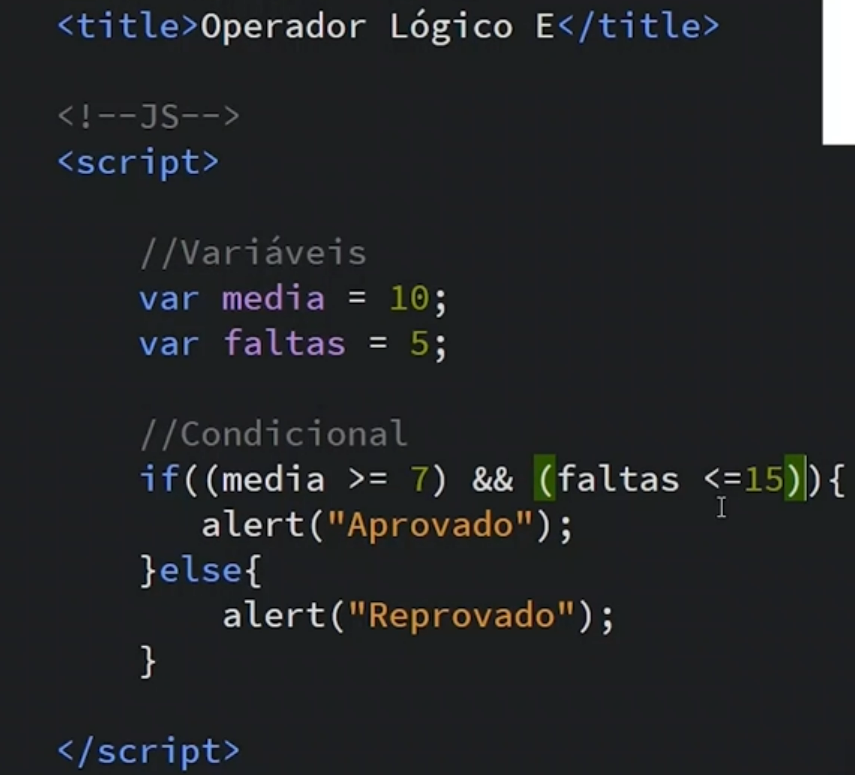 <title>Operador Lógico E</title>
<!--JS-->
<script>
//Variáveis
var media = 10;
var faltas = 5;
//Condicional
if((media >= 7) && (faltas <=15)){
alert("Aprovado");
}else{
alert("Reprovado");
}
</script>